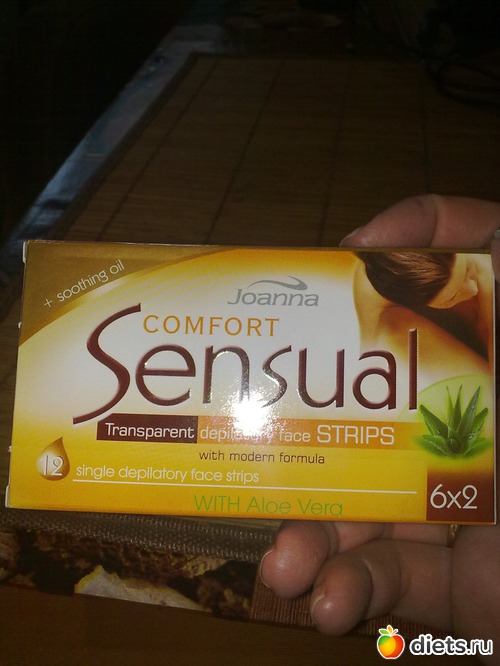 + soothing oil
Joanna
COMFORT
Sensual
Transparent depilatory face STRIPS
with modern formula
12 single depilatory face strips
WITH Aloe Vera
6x2
diets.ru